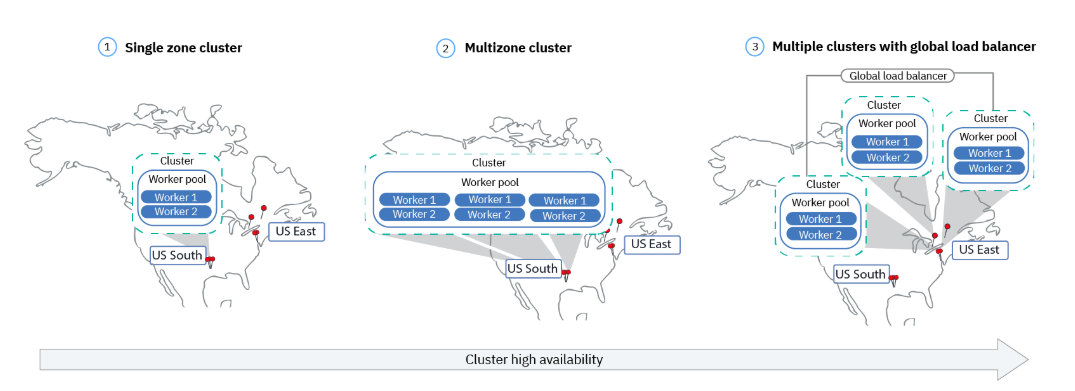 1 Single zone cluster
Cluster
Worker pool
Worker 1
Worker 2
US South
US East
2 Multizone cluster
Cluster
Worker pool
Worker 1 Worker 1 Worker 1
Worker 2 Worker 2 Worker 2
US South
US East
3 Multiple clusters with global load balancer
Global load balancer
Cluster
Worker pool
Worker 1
Worker 2
Cluster
Worker pool
Worker 1
Worker 2
Cluster
Worker pool
Worker 1
Worker 2
US South
US East
Cluster high availability